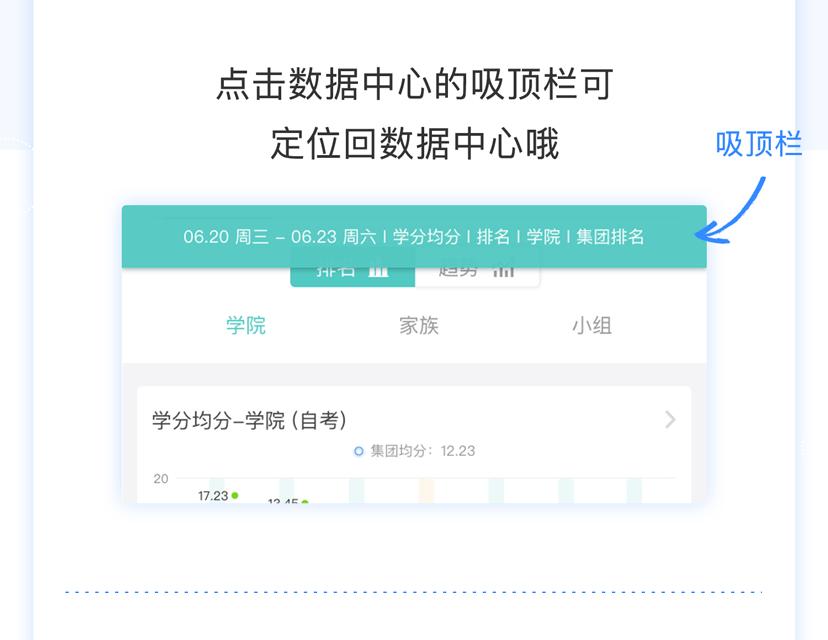 点击数据中心的吸顶栏可
定位回数据中心哦
吸顶栏
06.20 周三 – 06.23 周六 | 学分均分 | 排名 | 学院 | 集团排名
排名 趋势
学院 家族 小组
学分均分–学院 (自考)
集团均分：12.23
20
17.23
13.45